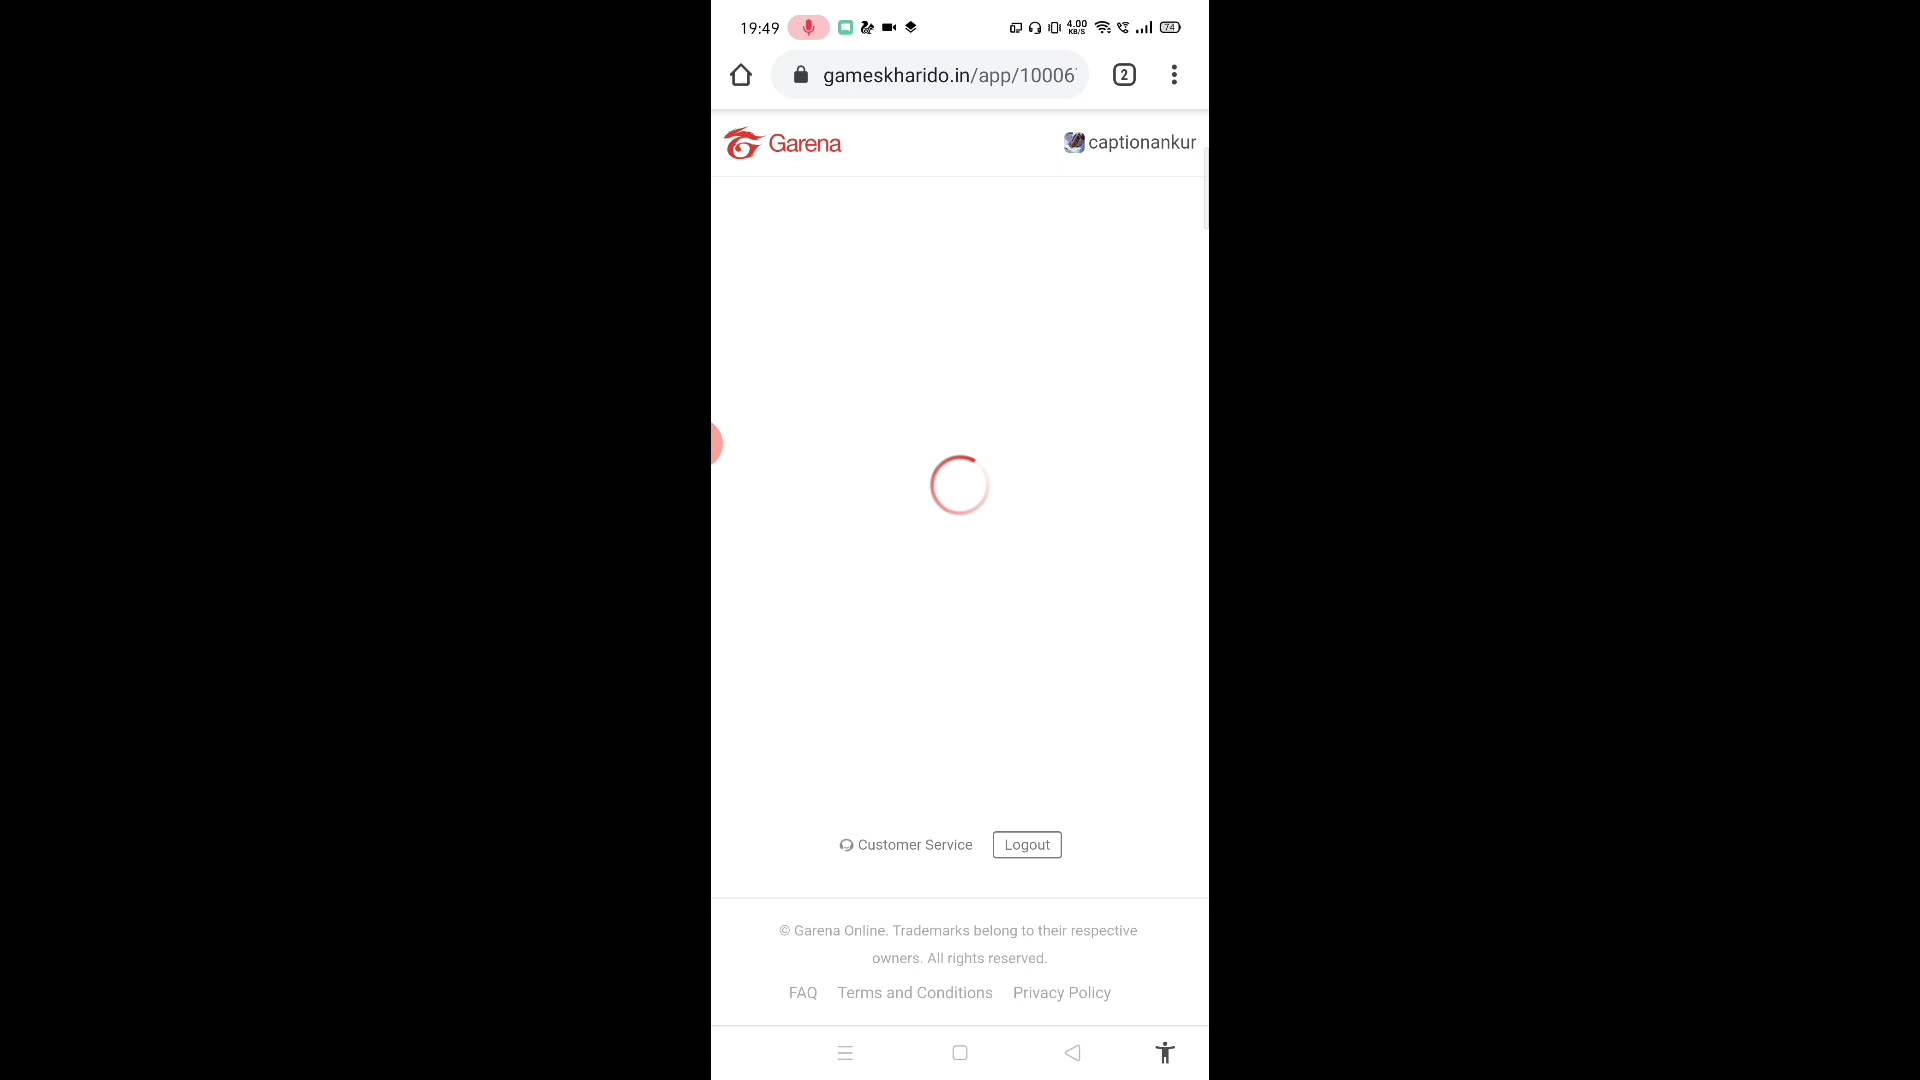 19:49
4.00
KB/S
74
gameskharido.in/app/10006
2
Garena
captionankur
Customer Service
Logout
© Garena Online. Trademarks belong to their respective
owners. All rights reserved.
FAQ Terms and Conditions Privacy Policy